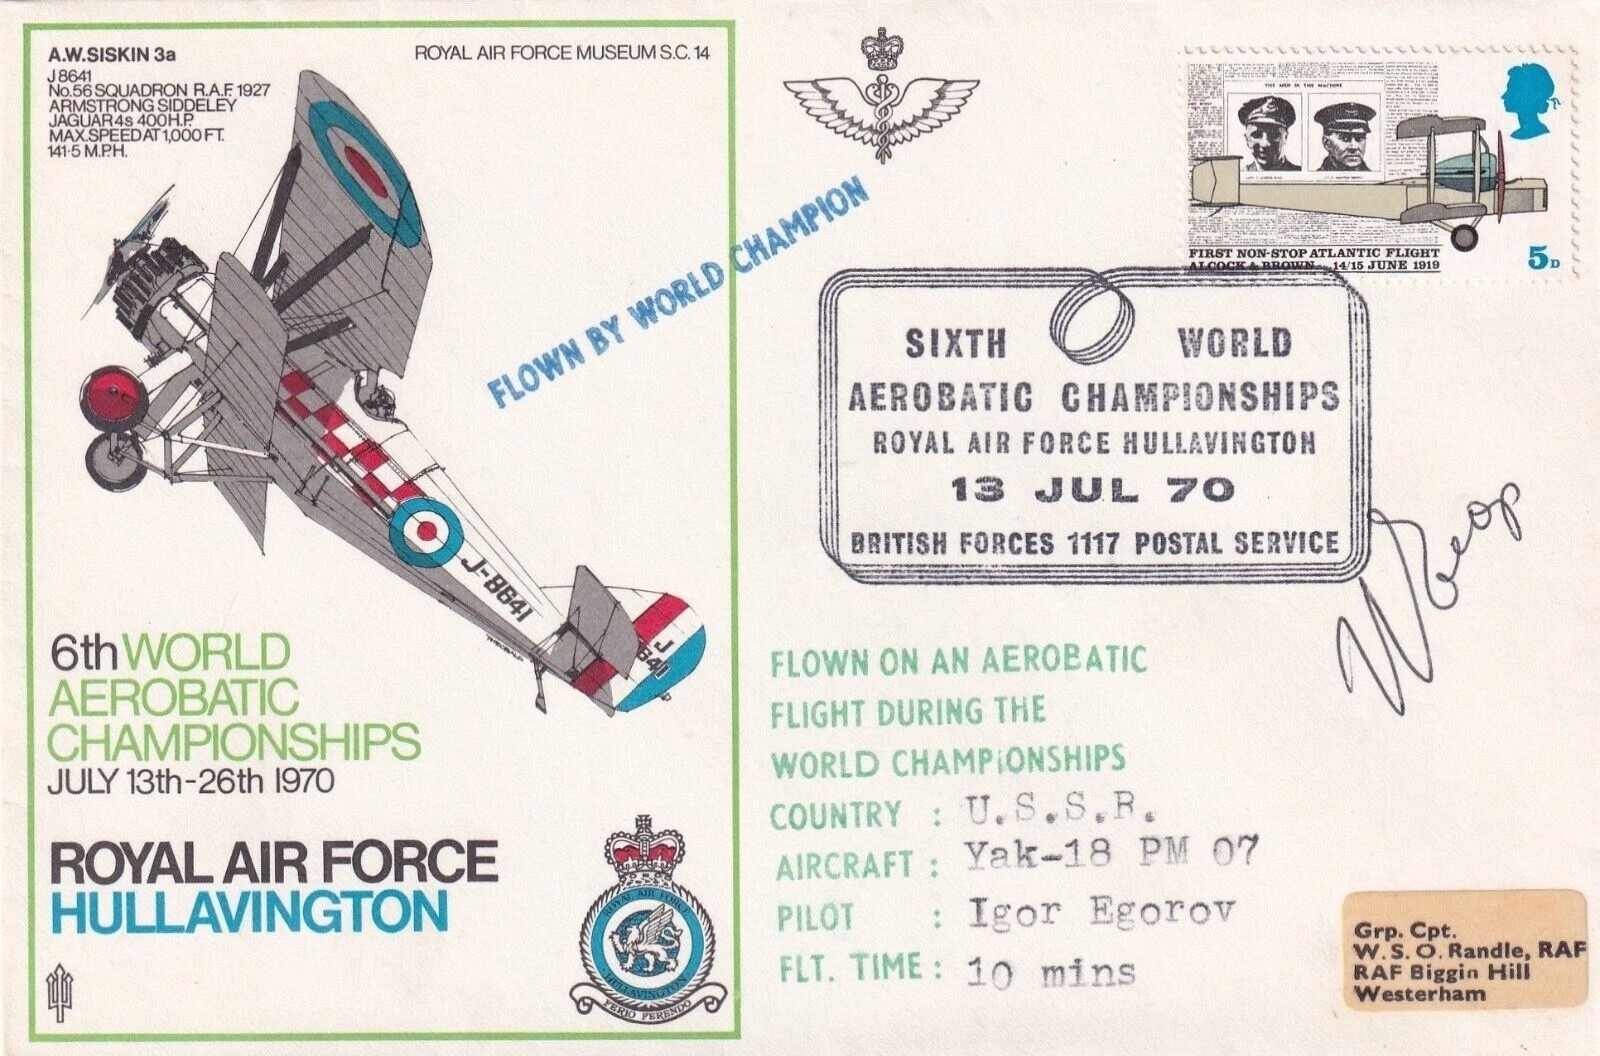 A.W.SISKIN 3a
J8641
No.56 SQUADRON R.A.F. 1927
ARMSTRONG SIDDELEY
JAGUAR 4s 400H.P.
MAX.SPEED AT 1,000 FT.
141·5 M.P.H.
ROYAL AIR FORCE MUSEUM S.C. 14
J-8641
THEOBALD
J
8641
6th WORLD
AEROBATIC
CHAMPIONSHIPS
JULY 13th-26th 1970
ROYAL AIR FORCE
HULLAVINGTON
ROYAL AIR FORCE
HULLAVINGTON
FERIO FERENDO
FLOWN BY WORLD CHAMPION
THE MEN IN THE MACHINE
FIRST NON-STOP ATLANTIC FLIGHT
ALCOCK & BROWN 14/15 JUNE 1919
5D
SIXTH WORLD
AEROBATIC CHAMPIONSHIPS
ROYAL AIR FORCE HULLAVINGTON
13 JUL 70
BRITISH FORCES 1117 POSTAL SERVICE
FLOWN ON AN AEROBATIC
FLIGHT DURING THE
WORLD CHAMPiONSHIPS
COUNTRY : U.S.S.R.
AIRCRAFT : Yak-18 PM 07
PILOT : Igor Egorov
FLT. TIME : 10 mins
Grp. Cpt.
W. S. O. Randle, RAF
RAF Biggin Hill
Westerham